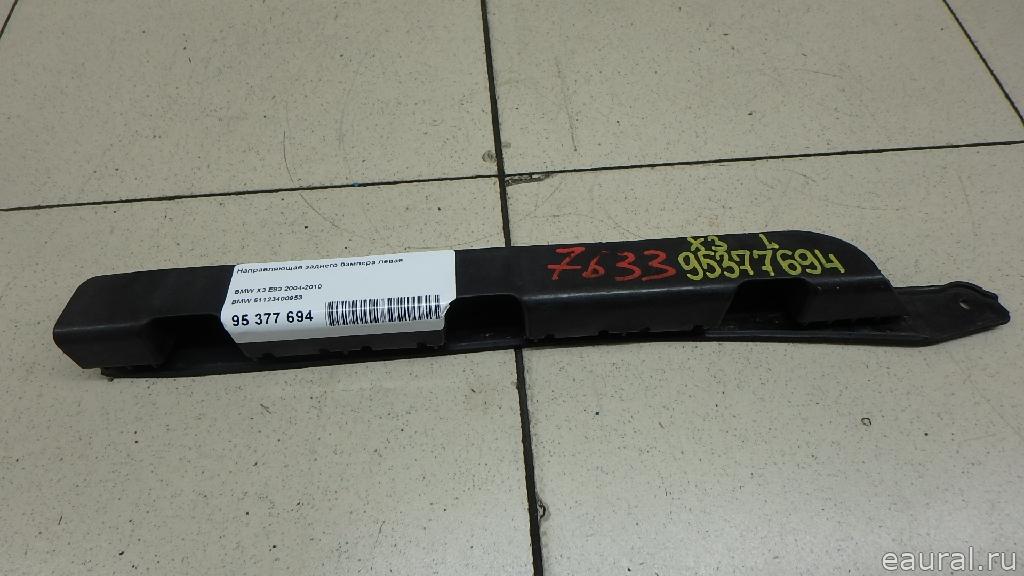 Направляющая заднего бампера левая
BMW X3 E83 2004-2010
BMW 51123400953
95 377 694
7633
X3 L
95377694
eaural.ru